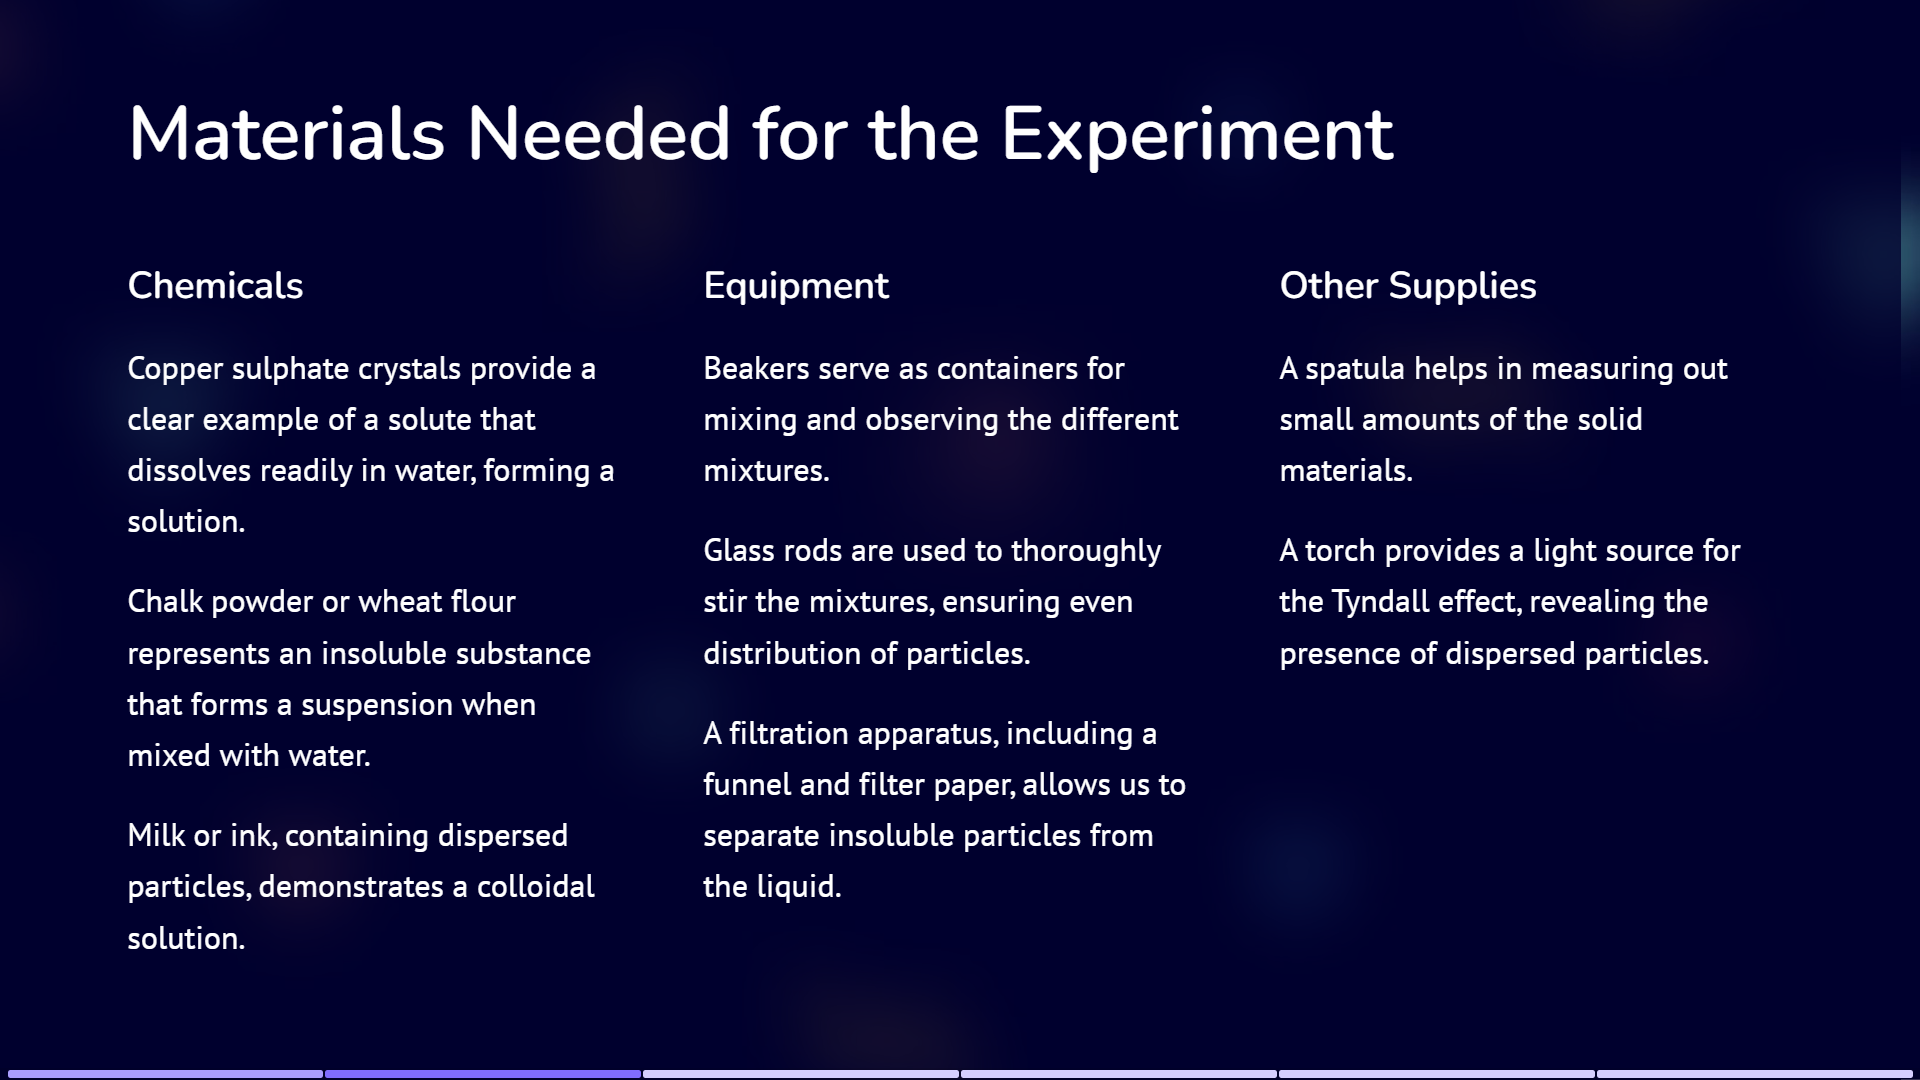 Materials Needed for the Experiment
Chemicals
Copper sulphate crystals provide a
clear example of a solute that
dissolves readily in water, forming a
solution.
Chalk powder or wheat flour
represents an insoluble substance
that forms a suspension when
mixed with water.
Milk or ink, containing dispersed
particles, demonstrates a colloidal
solution.
Equipment
Beakers serve as containers for
mixing and observing the different
mixtures.
Glass rods are used to thoroughly
stir the mixtures, ensuring even
distribution of particles.
A filtration apparatus, including a
funnel and filter paper, allows us to
separate insoluble particles from
the liquid.
Other Supplies
A spatula helps in measuring out
small amounts of the solid
materials.
A torch provides a light source for
the Tyndall effect, revealing the
presence of dispersed particles.